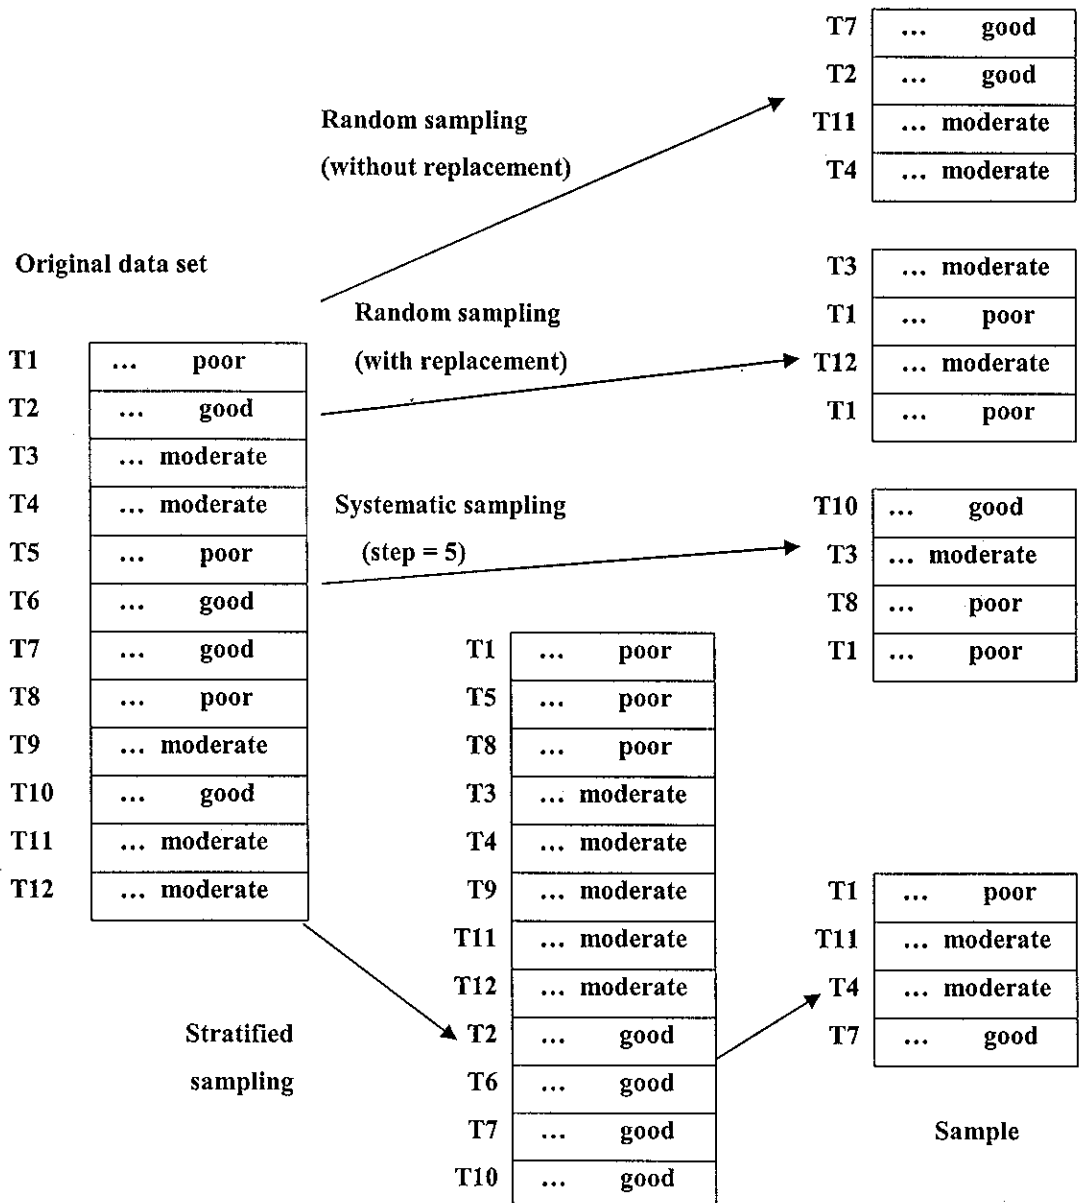 T7 ... good
T2 ... good
T11 ... moderate
T4 ... moderate
Random sampling
(without replacement)
Original data set
T3 ... moderate
T1 ... poor
T12 ... moderate
T1 ... poor
Random sampling
(with replacement)
T1 ... poor
T2 ... good
T3 ... moderate
T4 ... moderate
T5 ... poor
T6 ... good
T7 ... good
T8 ... poor
T9 ... moderate
T10 ... good
T11 ... moderate
T12 ... moderate
Systematic sampling
(step = 5)
T10 ... good
T3 ... moderate
T8 ... poor
T1 ... poor
T1 ... poor
T5 ... poor
T8 ... poor
T3 ... moderate
T4 ... moderate
T9 ... moderate
T11 ... moderate
T12 ... moderate
T2 ... good
T6 ... good
T7 ... good
T10 ... good
Stratified
sampling
T1 ... poor
T11 ... moderate
T4 ... moderate
T7 ... good
Sample